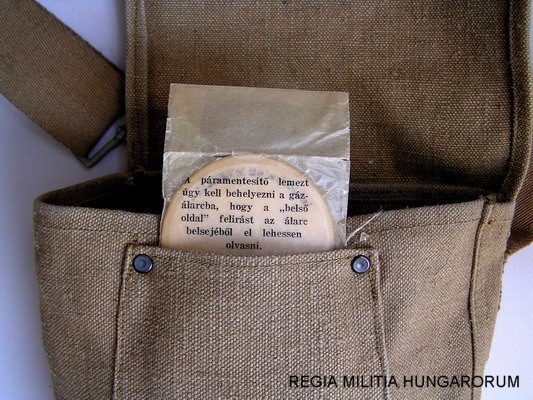 A páramentesítő lemezt
úgy kell behelyezni a gáz-
álarcba, hogy a „belső
oldal” felírást az álarc
belsejéből el lehessen
olvasni.
REGIA MILITIA HUNGARORUM